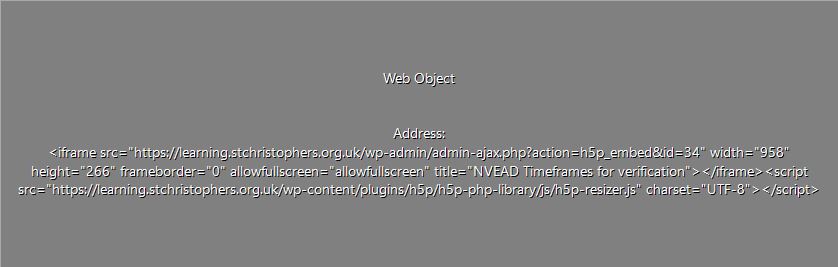 Web Object
Address:
<iframe src="https://learning.stchristophers.org.uk/wp-admin/admin-ajax.php?action=h5p_embed&id=34" width="958"
height="266" frameborder="0" allowfullscreen="allowfullscreen" title="NVEAD Timeframes for verification"></iframe><script
src="https://learning.stchristophers.org.uk/wp-content/plugins/h5p/h5p-php-library/js/h5p-resizer.js" charset="UTF-8"></script>